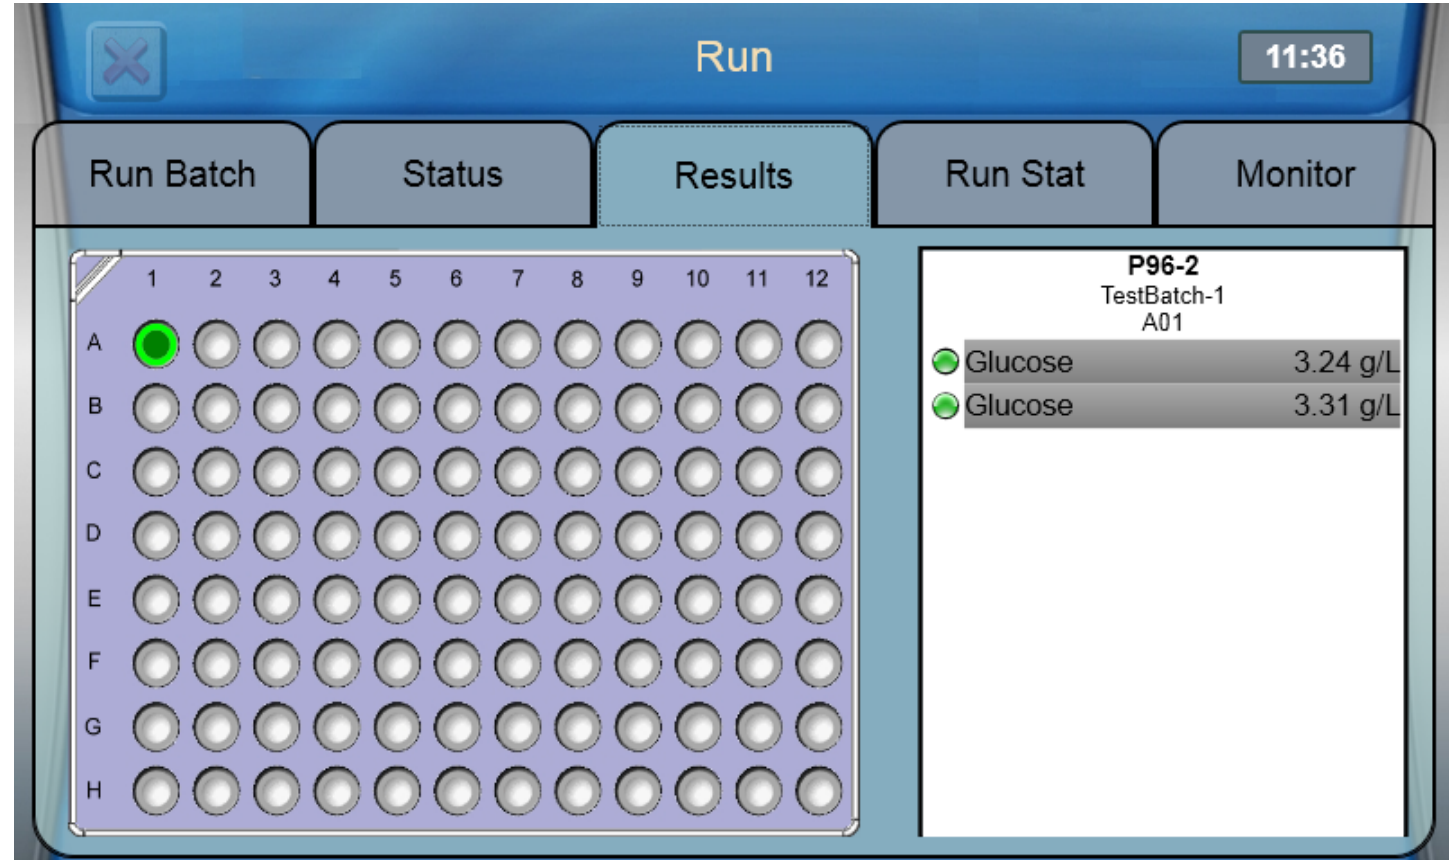 Run
11:36
Run Batch Status Results Run Stat Monitor
1 2 3 4 5 6 7 8 9 10 11 12
A
B
C
D
E
F
G
H
P96-2
TestBatch-1
A01
Glucose 3.24 g/L
Glucose 3.31 g/L